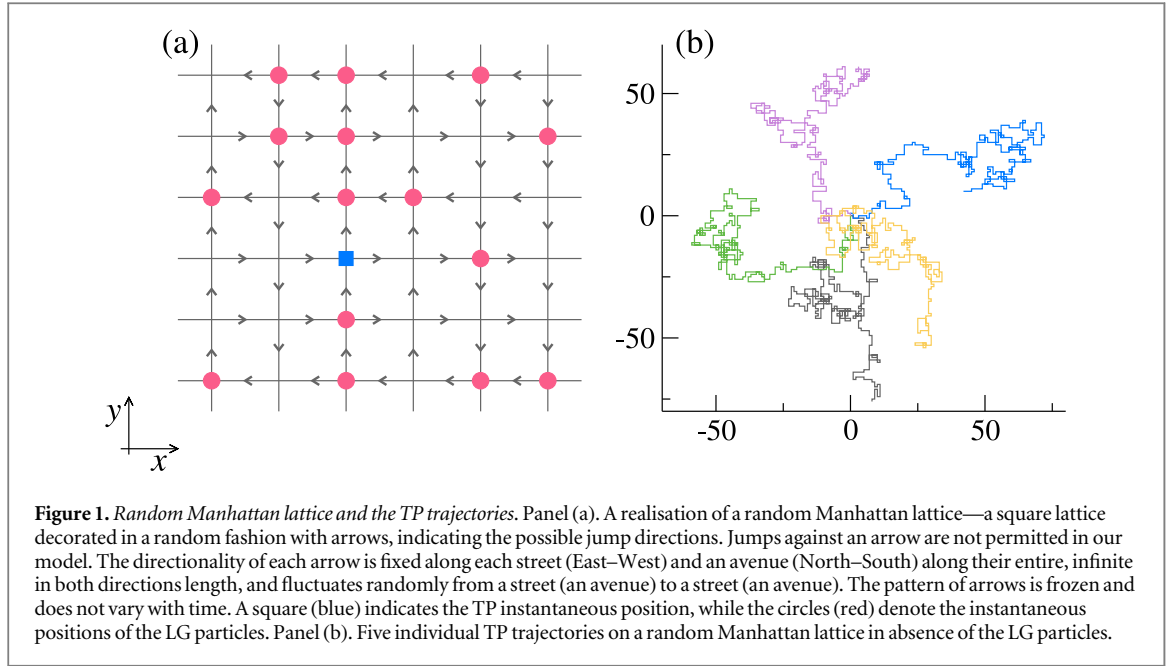 (a)
(b)
50
0
-50
-50
0
50
y
x
Figure 1. Random Manhattan lattice and the TP trajectories. Panel (a). A realisation of a random Manhattan lattice—a square lattice
decorated in a random fashion with arrows, indicating the possible jump directions. Jumps against an arrow are not permitted in our
model. The directionality of each arrow is fixed along each street (East–West) and an avenue (North–South) along their entire, infinite
in both directions length, and fluctuates randomly from a street (an avenue) to a street (an avenue). The pattern of arrows is frozen and
does not vary with time. A square (blue) indicates the TP instantaneous position, while the circles (red) denote the instantaneous
positions of the LG particles. Panel (b). Five individual TP trajectories on a random Manhattan lattice in absence of the LG particles.